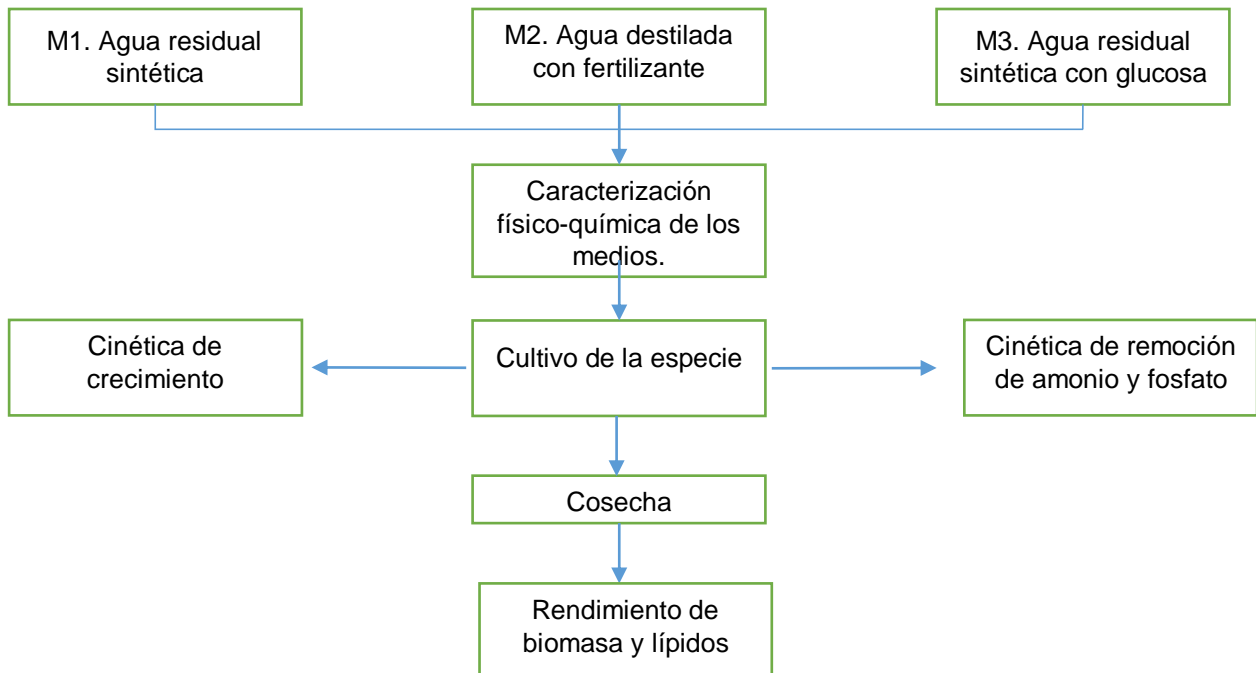 M1. Agua residual
sintética
M2. Agua destilada
con fertilizante
M3. Agua residual
sintética con glucosa
Caracterización
físico-química de los
medios.
Cinética de
crecimiento
Cultivo de la especie
Cinética de remoción
de amonio y fosfato
Cosecha
Rendimiento de
biomasa y lípidos